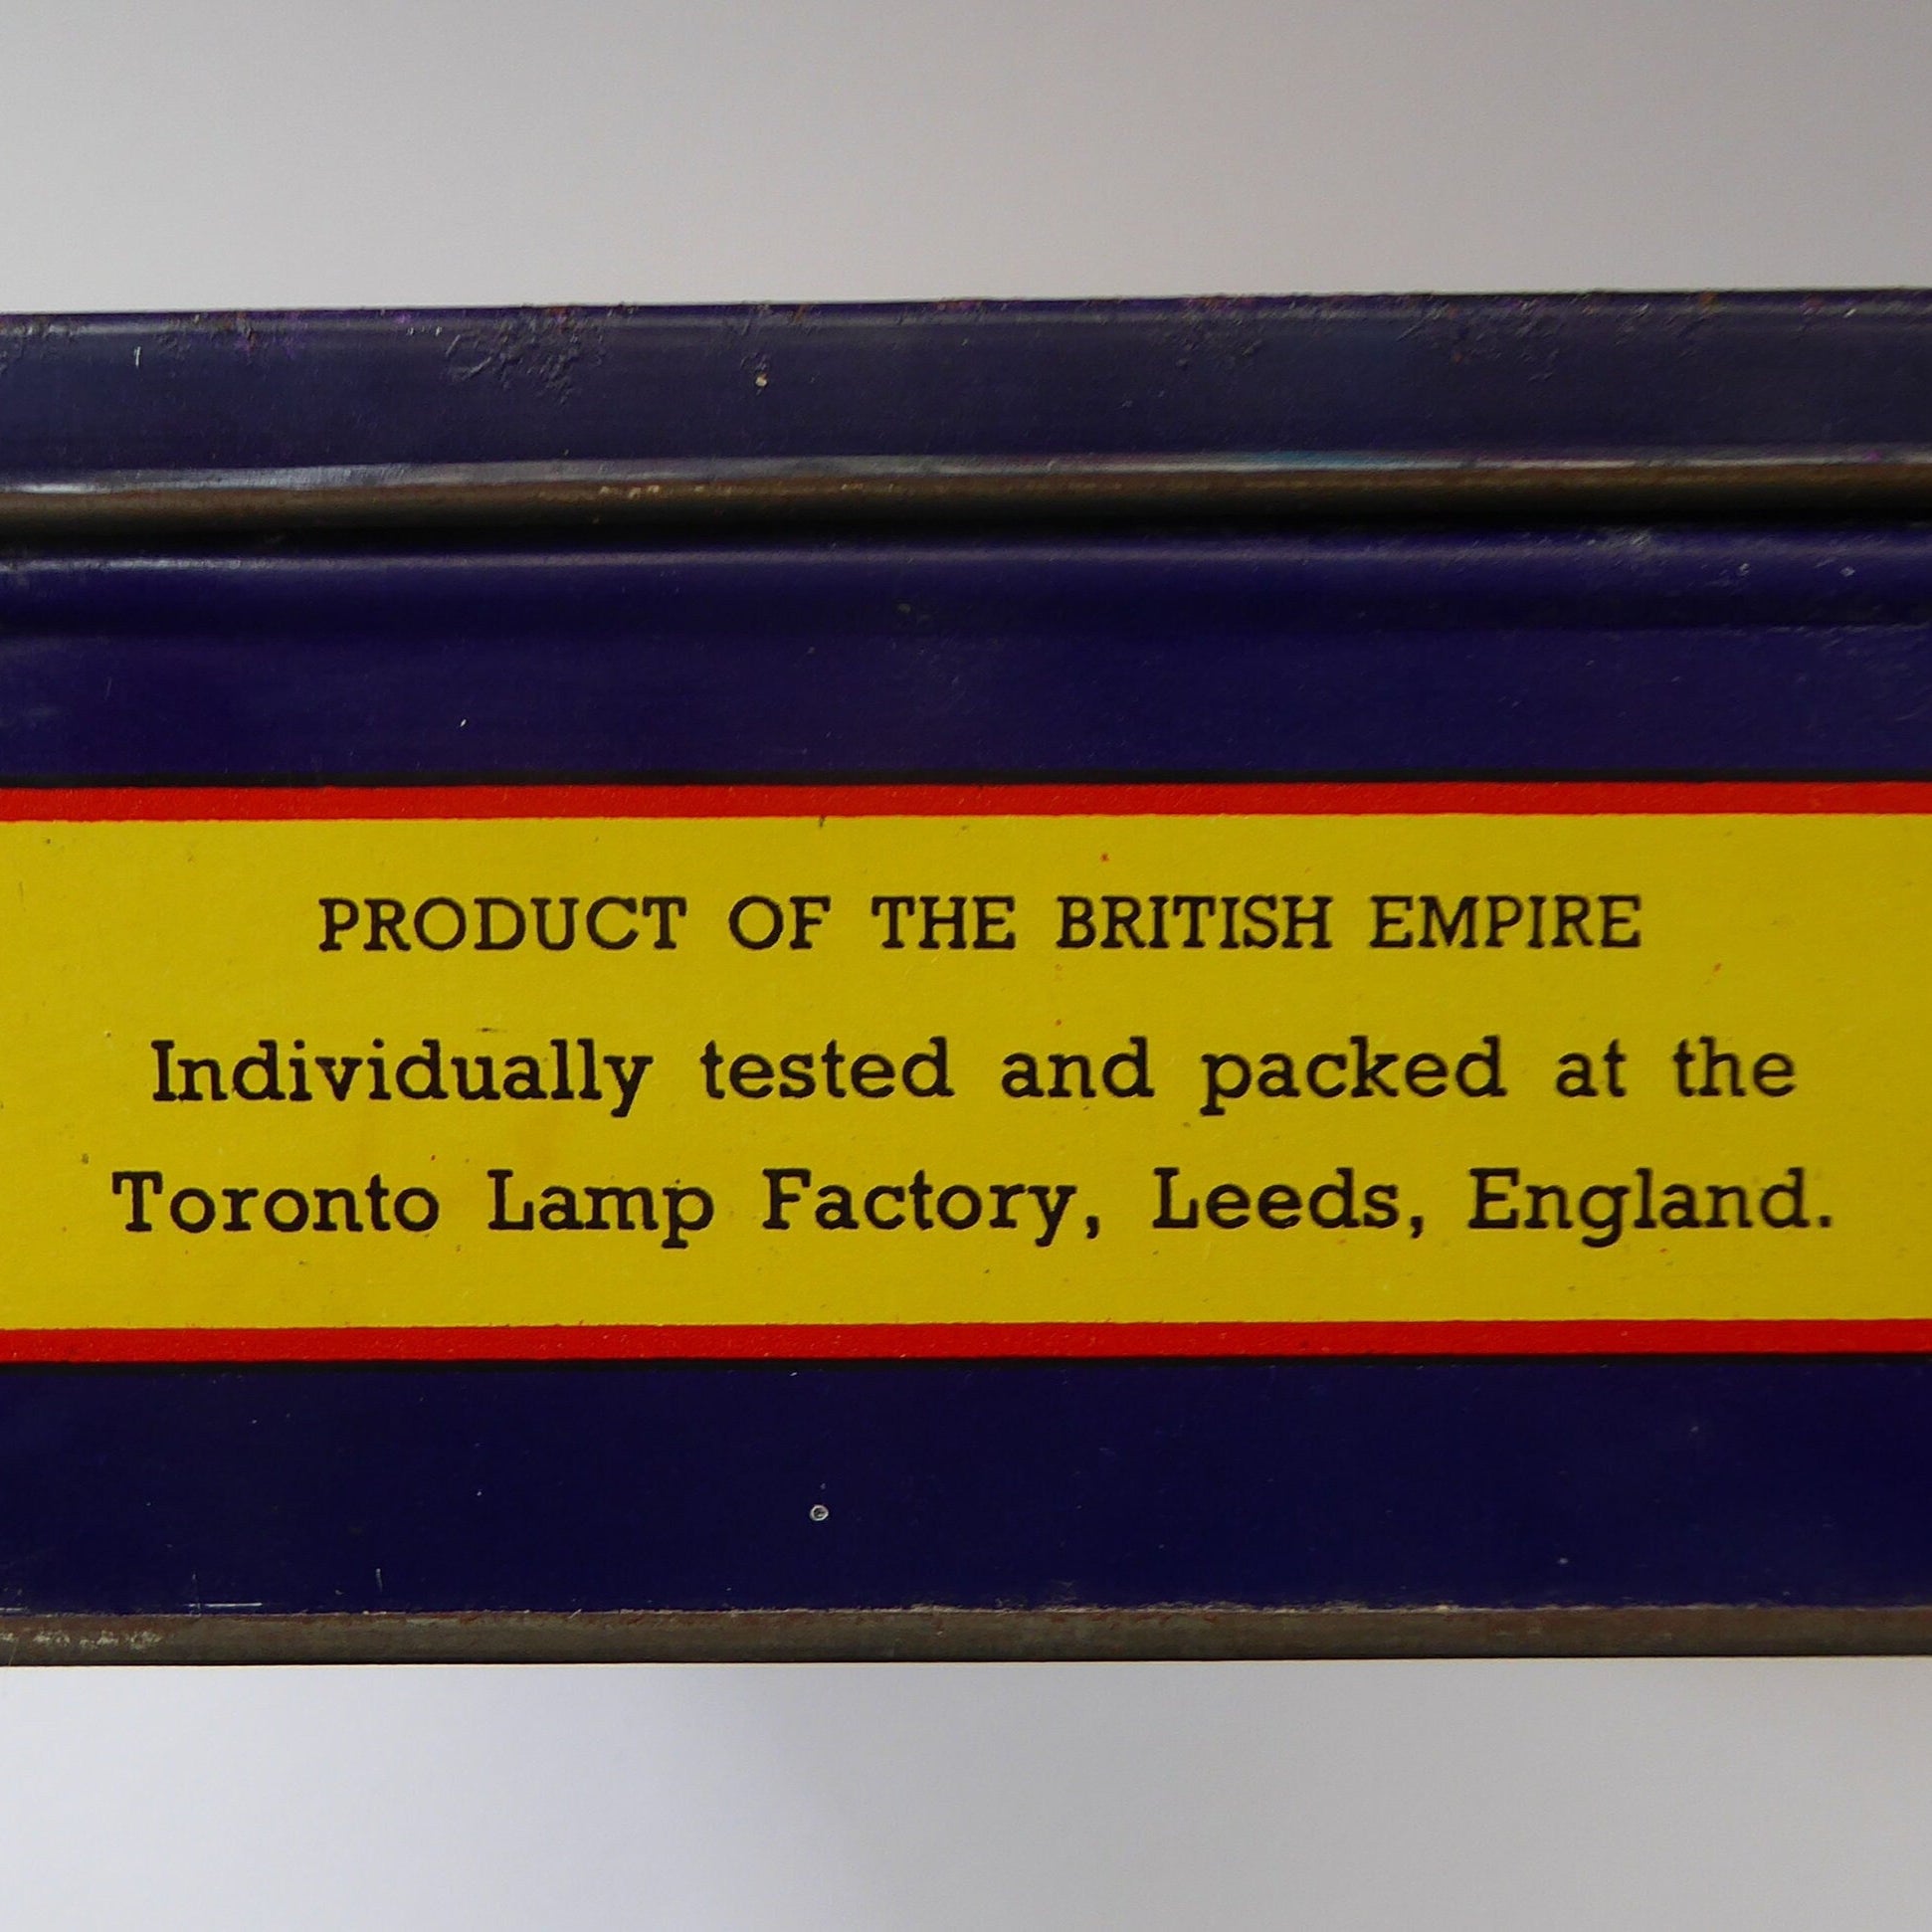 PRODUCT OF THE BRITISH EMPIRE
Individually tested and packed at the
Toronto Lamp Factory, Leeds, England.